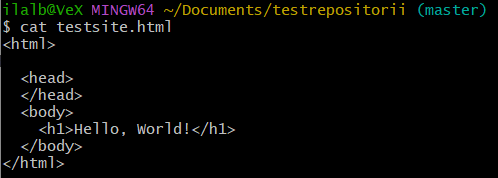 ilalb@VeX MINGW64 ~/Documents/testrepositorii (master)
$ cat testsite.html
<html>

  <head>
  </head>
  <body>
    <h1>Hello, World!</h1>
  </body>
</html>